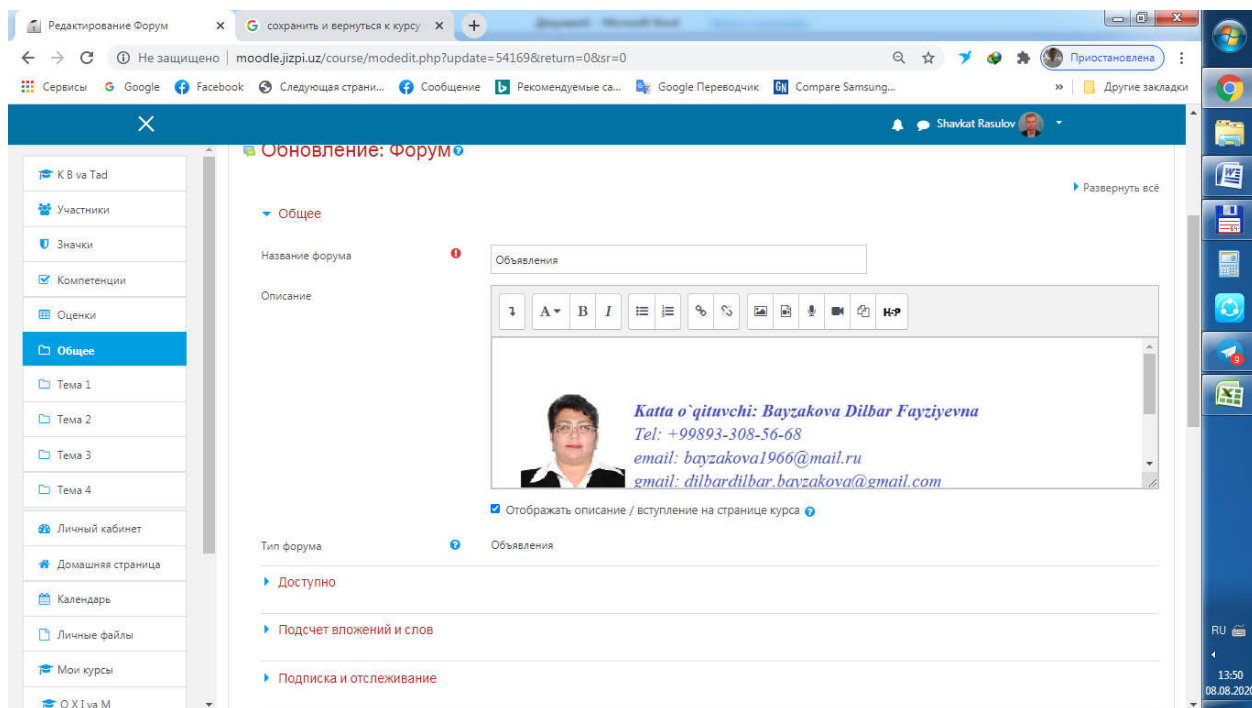 Редактирование Форум
сохранить и вернуться к курсу
Не защищено moodle.jizpi.uz/course/modedit.php?update=54169&return=0&sr=0
Приостановлена
Сервисы Google Facebook Следующая страни... Сообщение Рекомендуемые са... Google Переводчик Compare Samsung... » Другие закладки
Shavkat Rasulov
Обновление: Форум
K B va Tad
Участники
Значки
Компетенции
Оценки
Общее
Тема 1
Тема 2
Тема 3
Тема 4
Личный кабинет
Домашняя страница
Календарь
Личные файлы
Мои курсы
O X I va M
Развернуть всё
Общее
Название форума
Объявления
Описание
A B I H5P
Katta o`qituvchi: Bayzakova Dilbar Fayziyevna
Tel: +99893-308-56-68
email: bayzakova1966@mail.ru
gmail: dilbardilbar.bayzakova@gmail.com
Отображать описание / вступление на странице курса
Тип форума
Объявления
Доступно
Подсчет вложений и слов
Подписка и отслеживание
9
RU
13:50
08.08.2020